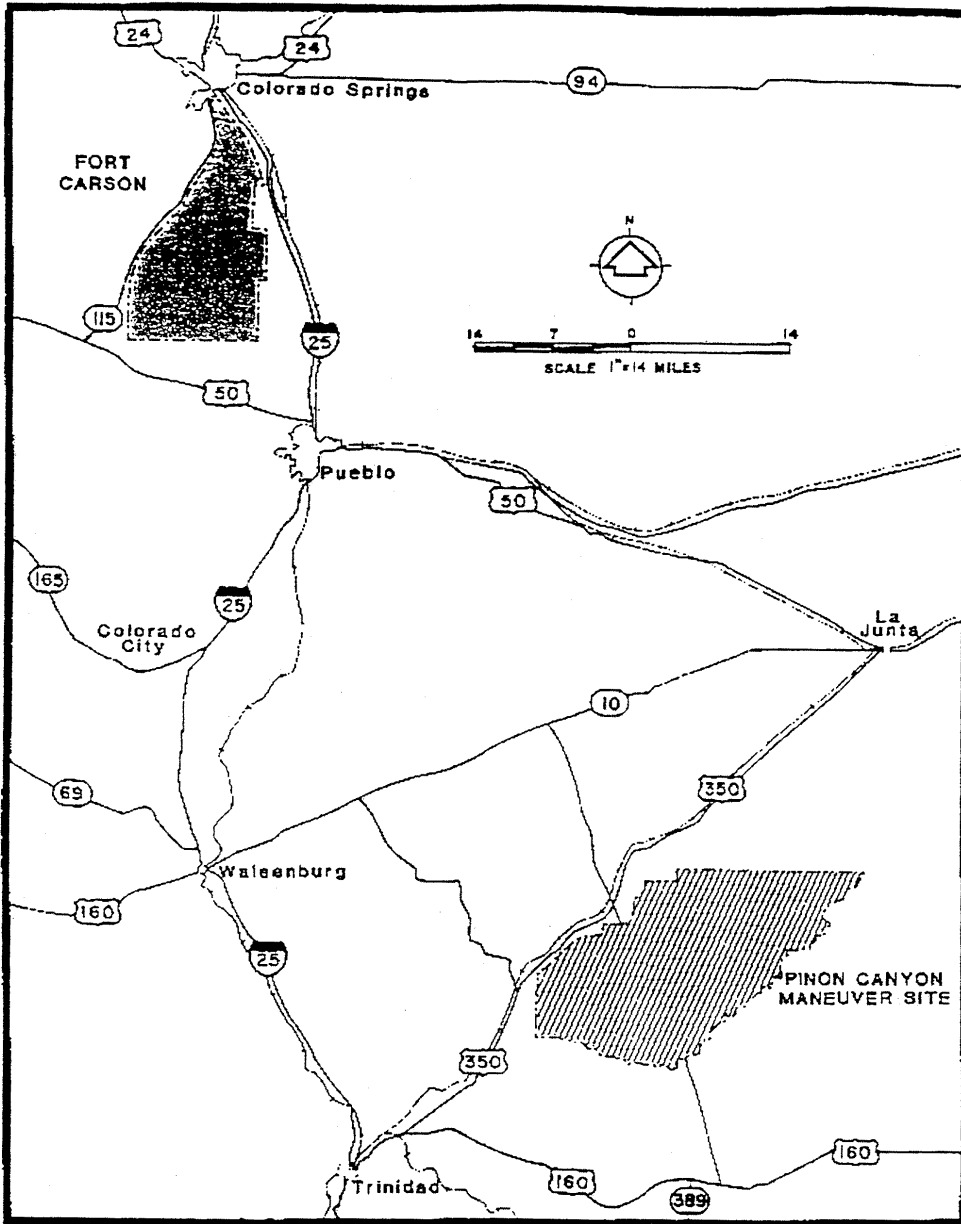 24
24
94
Colorado Springs
FORT
CARSON
N
115
25
14 7 0 14
SCALE 1"=14 MILES
50
Pueblo
50
165
25
Colorado
City
La
Junta
10
69
350
Walsenburg
160
25
PINON CANYON
MANEUVER SITE
350
160
Trinidad
160
389